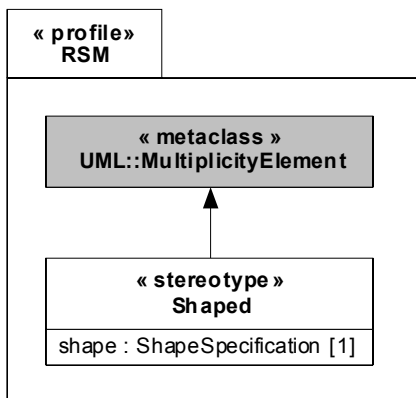 « profile»
RSM
« metaclass »
UML::MultiplicityElement
« stereotype»
Shaped
shape : ShapeSpecification [1]